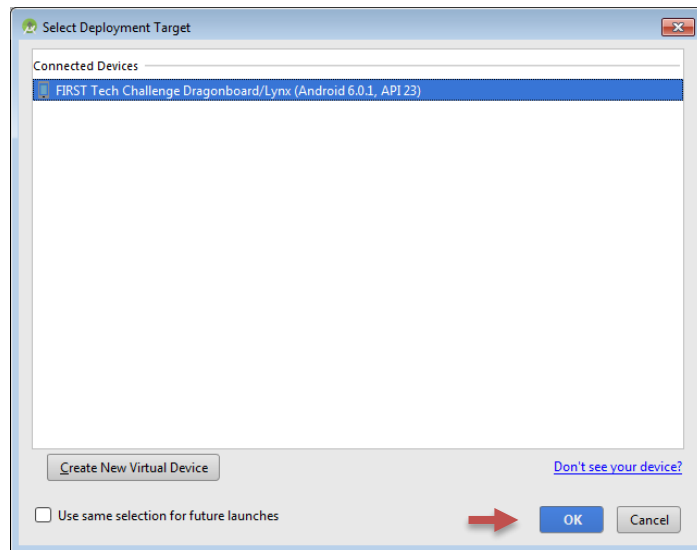 Select Deployment Target
Connected Devices
FIRST Tech Challenge Dragonboard/Lynx (Android 6.0.1, API 23)
Create New Virtual Device
Don't see your device?
Use same selection for future launches
OK
Cancel